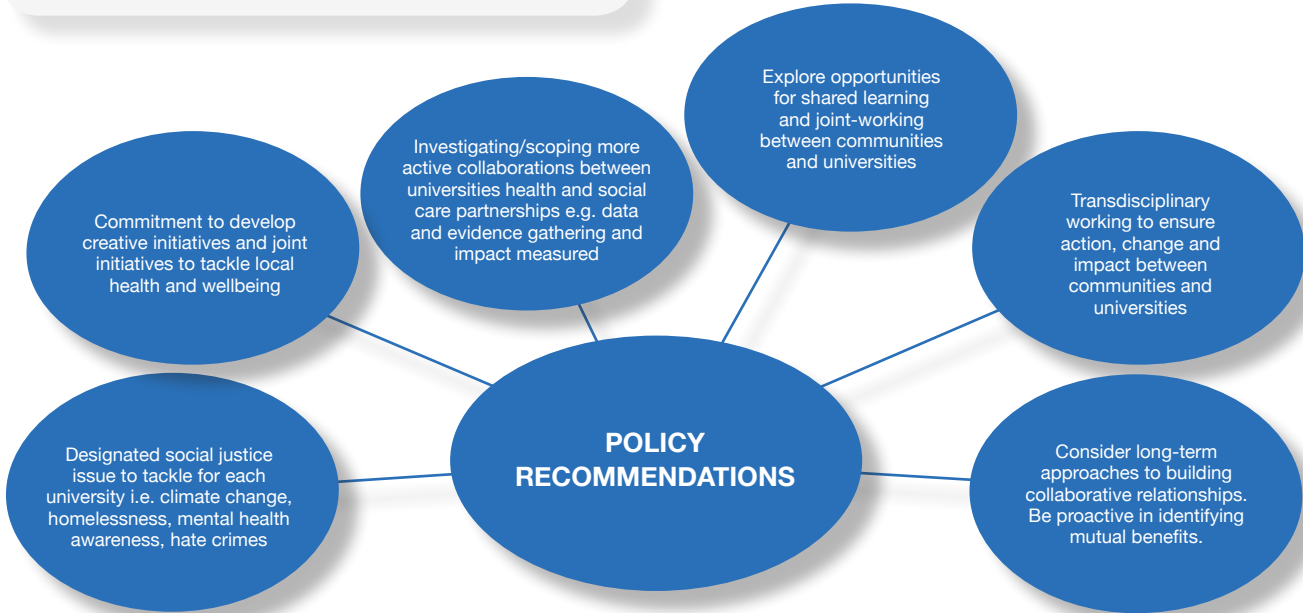 Explore opportunities
for shared learning
and joint-working
between communities
and universities
Investigating/scoping more
active collaborations between
universities health and social
care partnerships e.g. data
and evidence gathering and
impact measured
Transdisciplinary
working to ensure
action, change and
impact between
communities and
universities
Commitment to develop
creative initiatives and joint
initiatives to tackle local
health and wellbeing
POLICY
RECOMMENDATIONS
Designated social justice
issue to tackle for each
university i.e. climate change,
homelessness, mental health
awareness, hate crimes
Consider long-term
approaches to building
collaborative relationships.
Be proactive in identifying
mutual benefits.